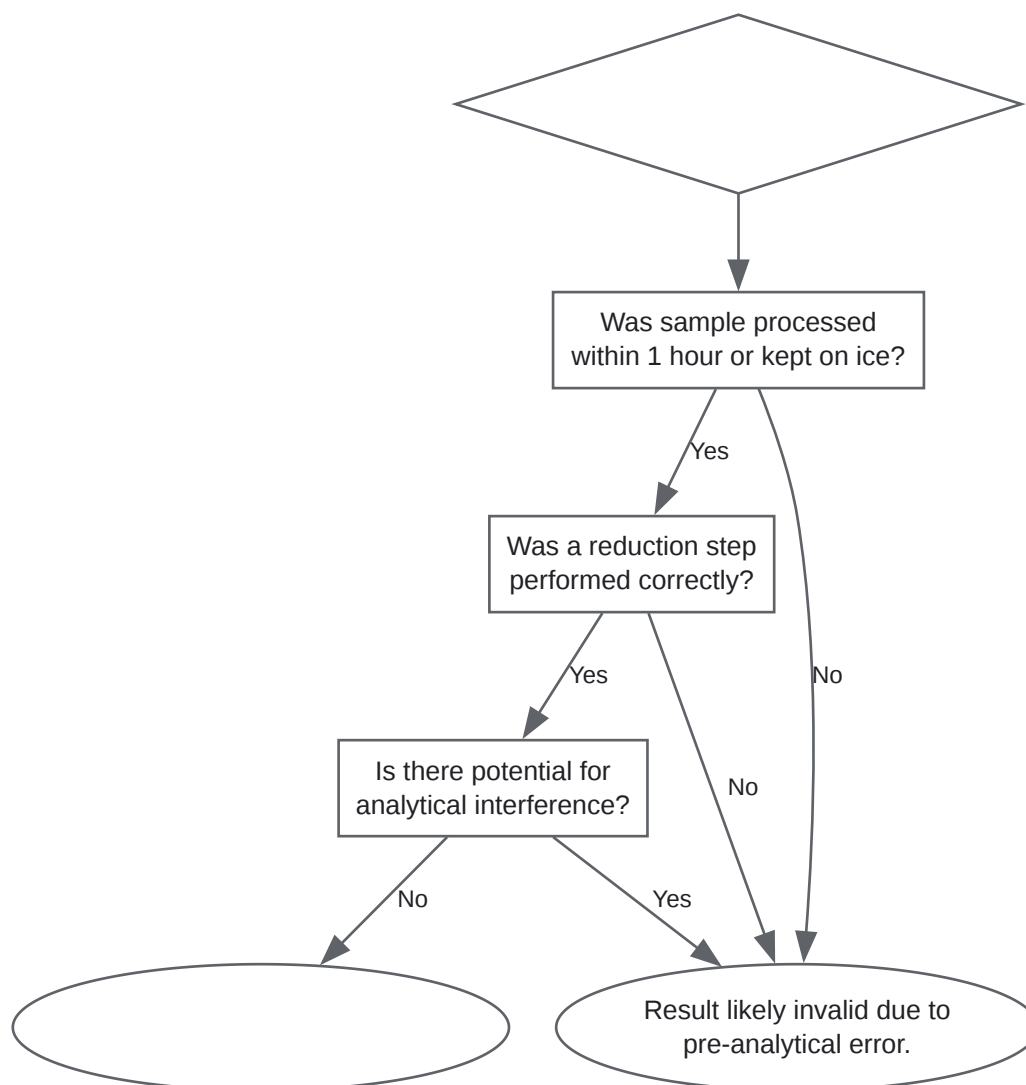 Was sample processed
within 1 hour or kept on ice?
Yes
Was a reduction step
performed correctly?
Yes
No
Is there potential for
analytical interference?
No
No
Yes
Result likely invalid due to
pre-analytical error.